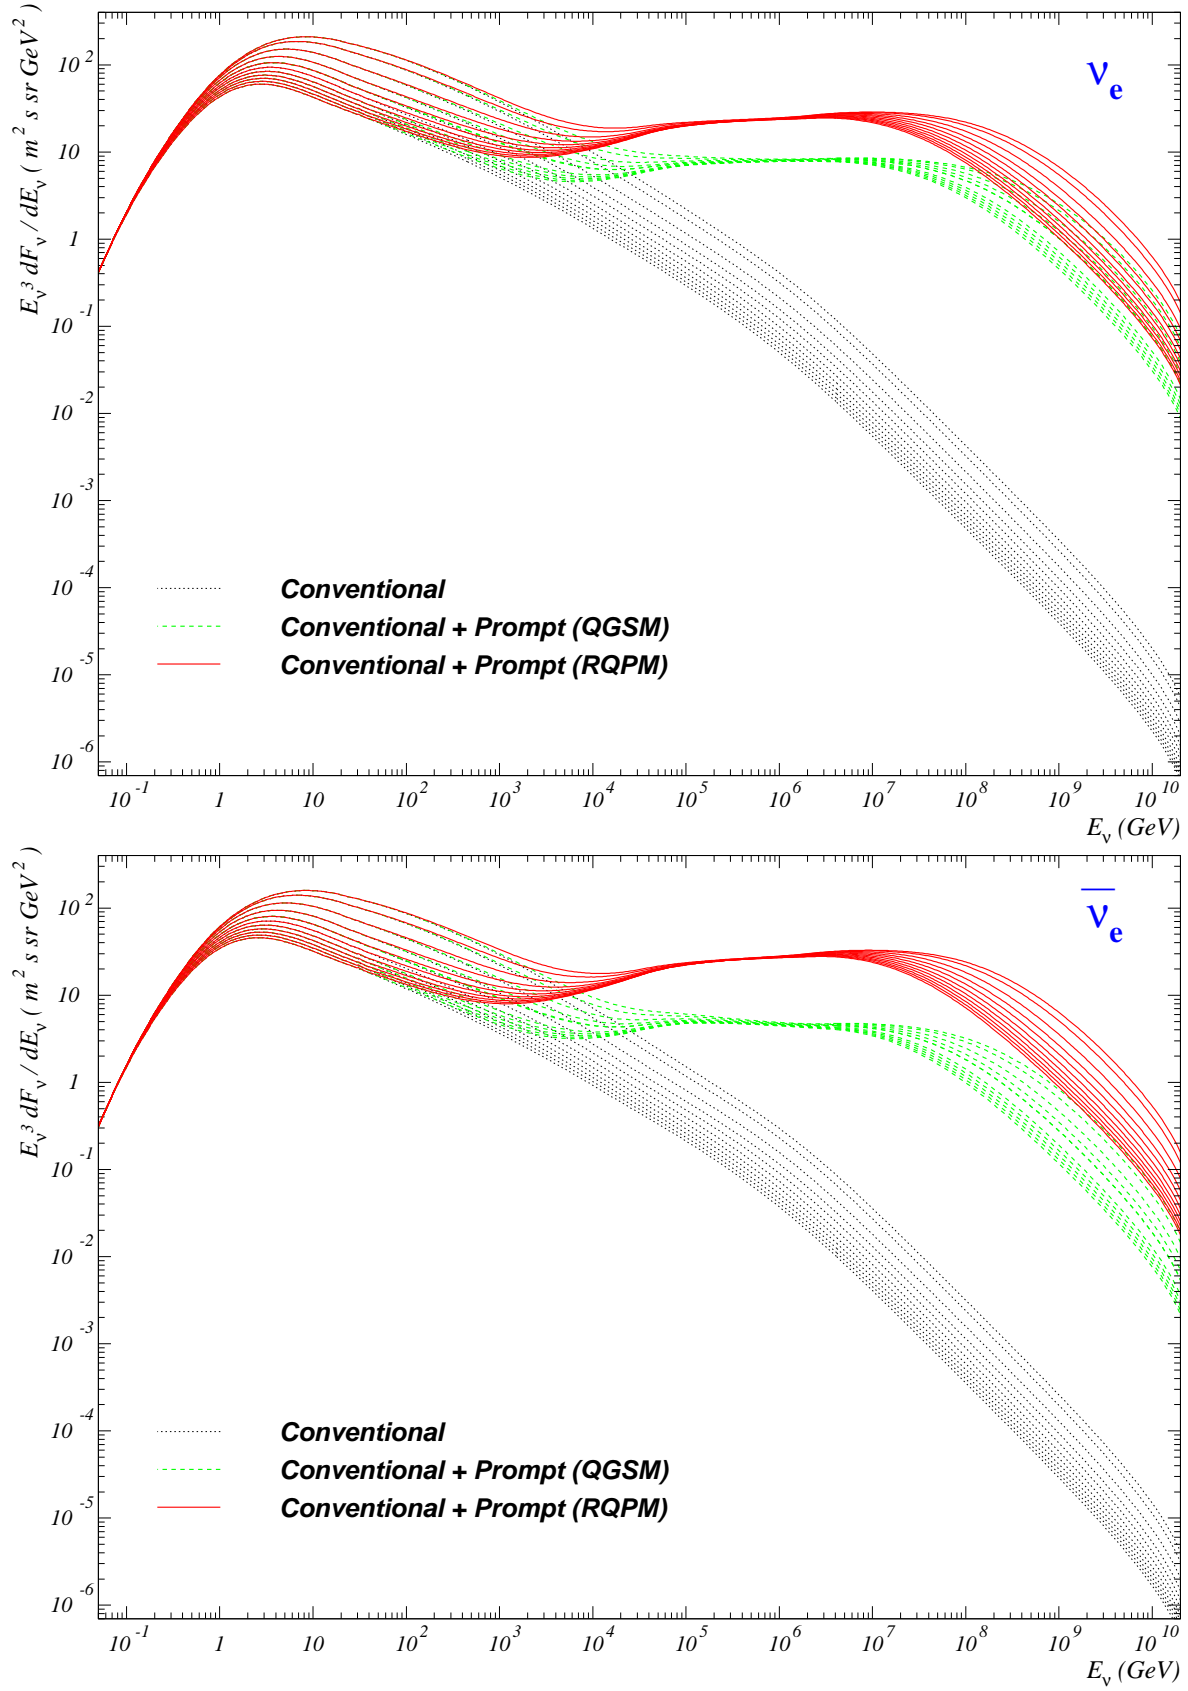 E_ν^3 dF_ν / dE_ν ( m^2 s sr GeV^2 )
ν_e
10^2
10
1
10^-1
10^-2
10^-3
10^-4
10^-5
10^-6
Conventional
Conventional + Prompt (QGSM)
Conventional + Prompt (RQPM)
10^-1 1 10 10^2 10^3 10^4 10^5 10^6 10^7 10^8 10^9 10^10
E_ν (GeV)
E_ν^3 dF_ν / dE_ν ( m^2 s sr GeV^2 )
ν̅_e
10^2
10
1
10^-1
10^-2
10^-3
10^-4
10^-5
10^-6
Conventional
Conventional + Prompt (QGSM)
Conventional + Prompt (RQPM)
10^-1 1 10 10^2 10^3 10^4 10^5 10^6 10^7 10^8 10^9 10^10
E_ν (GeV)